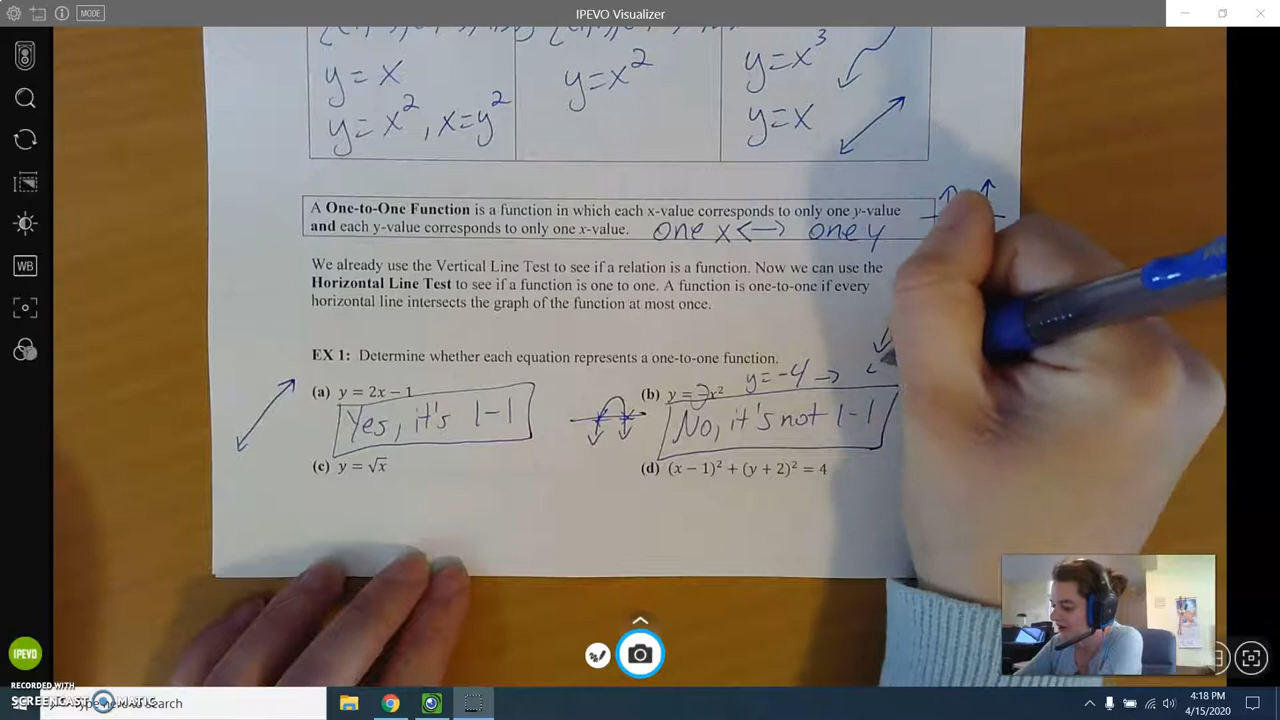 IPEVO Visualizer
MODE
WB
y = x
y = x², x = y²
y = x²
y = x³
y = x
A One-to-One Function is a function in which each x-value corresponds to only one y-value
and each y-value corresponds to only one x-value. one x <-> one y
We already use the Vertical Line Test to see if a relation is a function. Now we can use the
Horizontal Line Test to see if a function is one to one. A function is one-to-one if every
horizontal line intersects the graph of the function at most once.
EX 1: Determine whether each equation represents a one-to-one function.
(a) y = 2x − 1
Yes, it's 1-1
y = -4 →
(b) y = −x²
No, it's not 1-1
(c) y = √x
(d) (x − 1)² + (y + 2)² = 4
IPEVO
RECORDED WITH
SCREENCAST MATIC
Type here to search
4:18 PM
4/15/2020